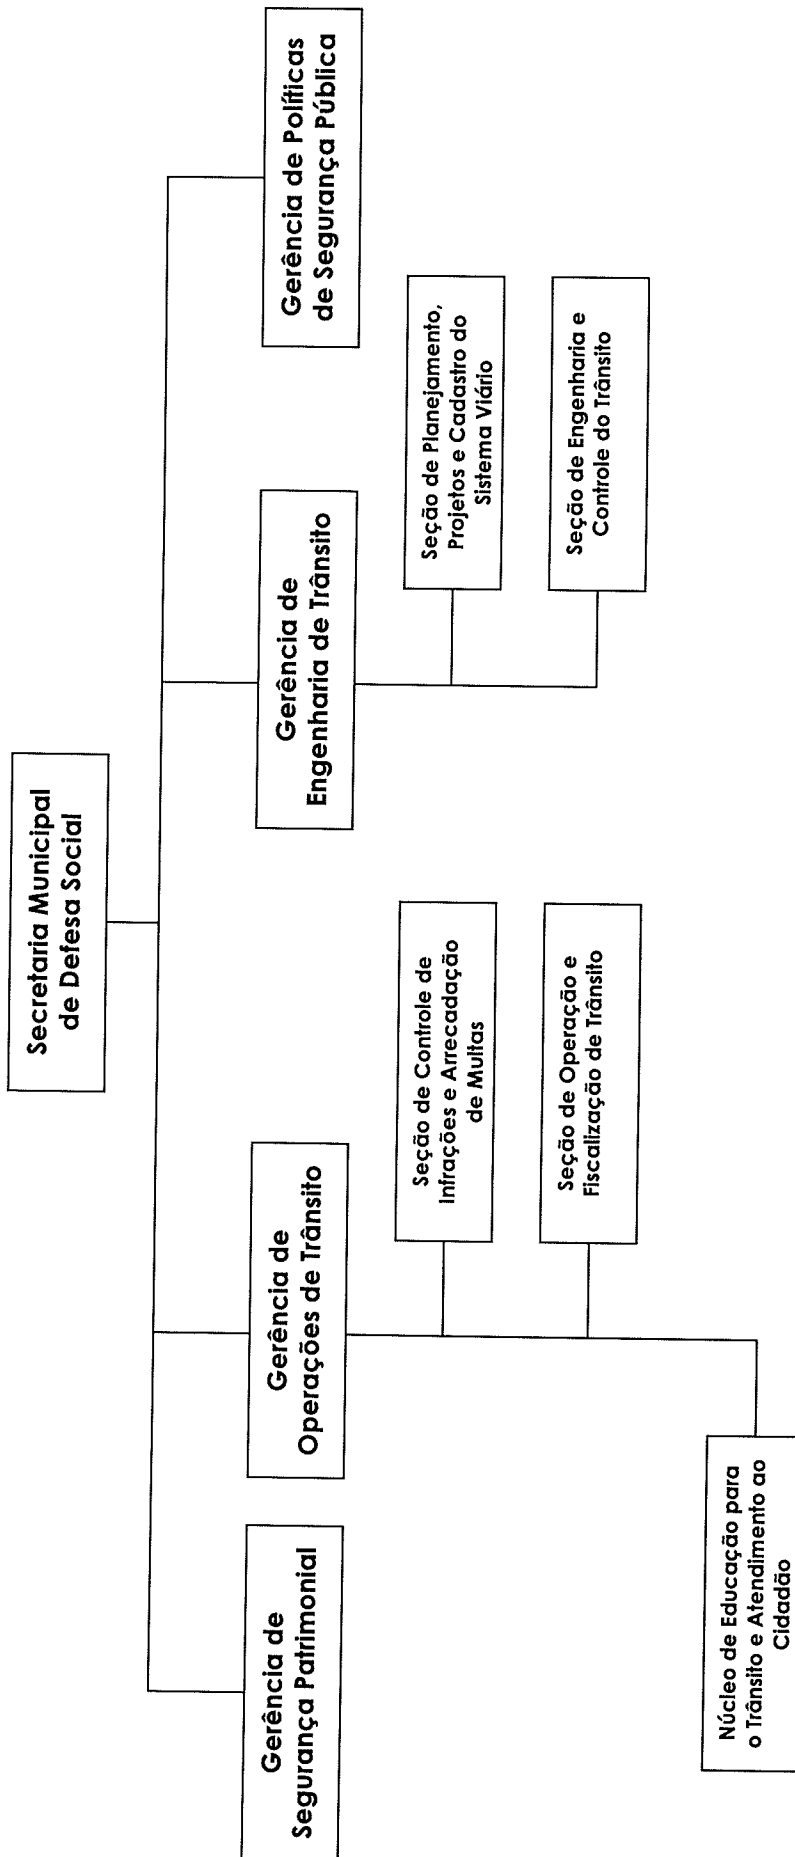 Secretaria Municipal
de Defesa Social
Gerência de
Segurança Patrimonial
Gerência de
Operações de Trânsito
Gerência de
Engenharia de Trânsito
Gerência de Políticas
de Segurança Pública
Seção de Controle de
Infrações e Arrecadação
de Multas
Seção de Operação e
Fiscalização de Trânsito
Núcleo de Educação para
o Trânsito e Atendimento ao
Cidadão
Seção de Planejamento,
Projetos e Cadastro do
Sistema Viário
Seção de Engenharia e
Controle do Trânsito